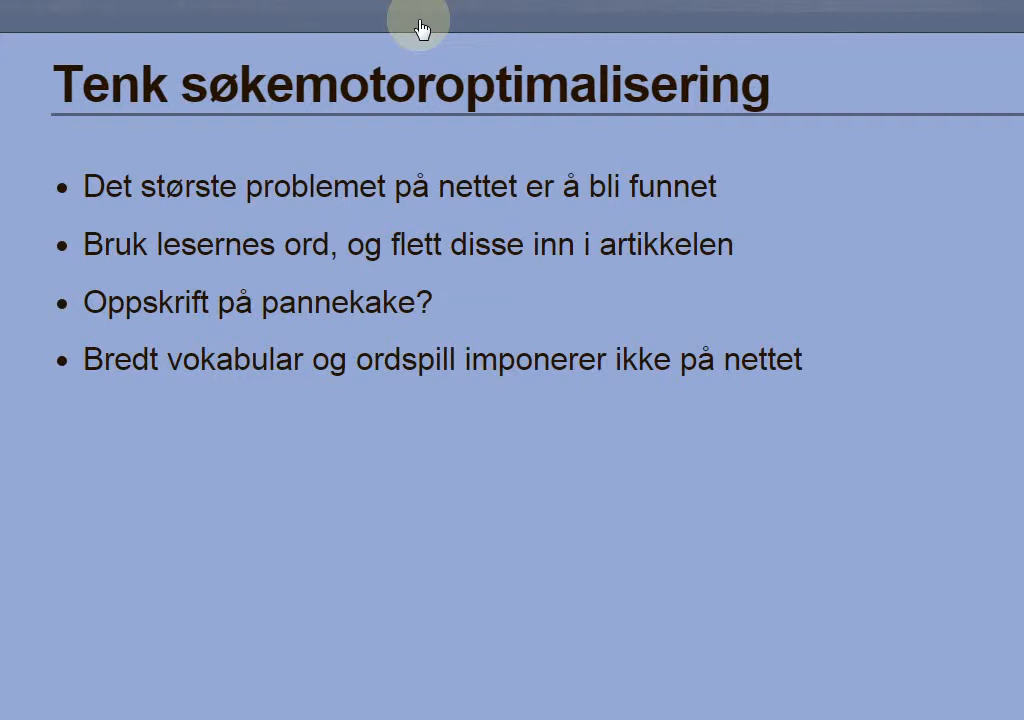 Tenk søkemotoroptimalisering
Det største problemet på nettet er å bli funnet
Bruk lesernes ord, og flett disse inn i artikkelen
Oppskrift på pannekake?
Bredt vokabular og ordspill imponerer ikke på nettet